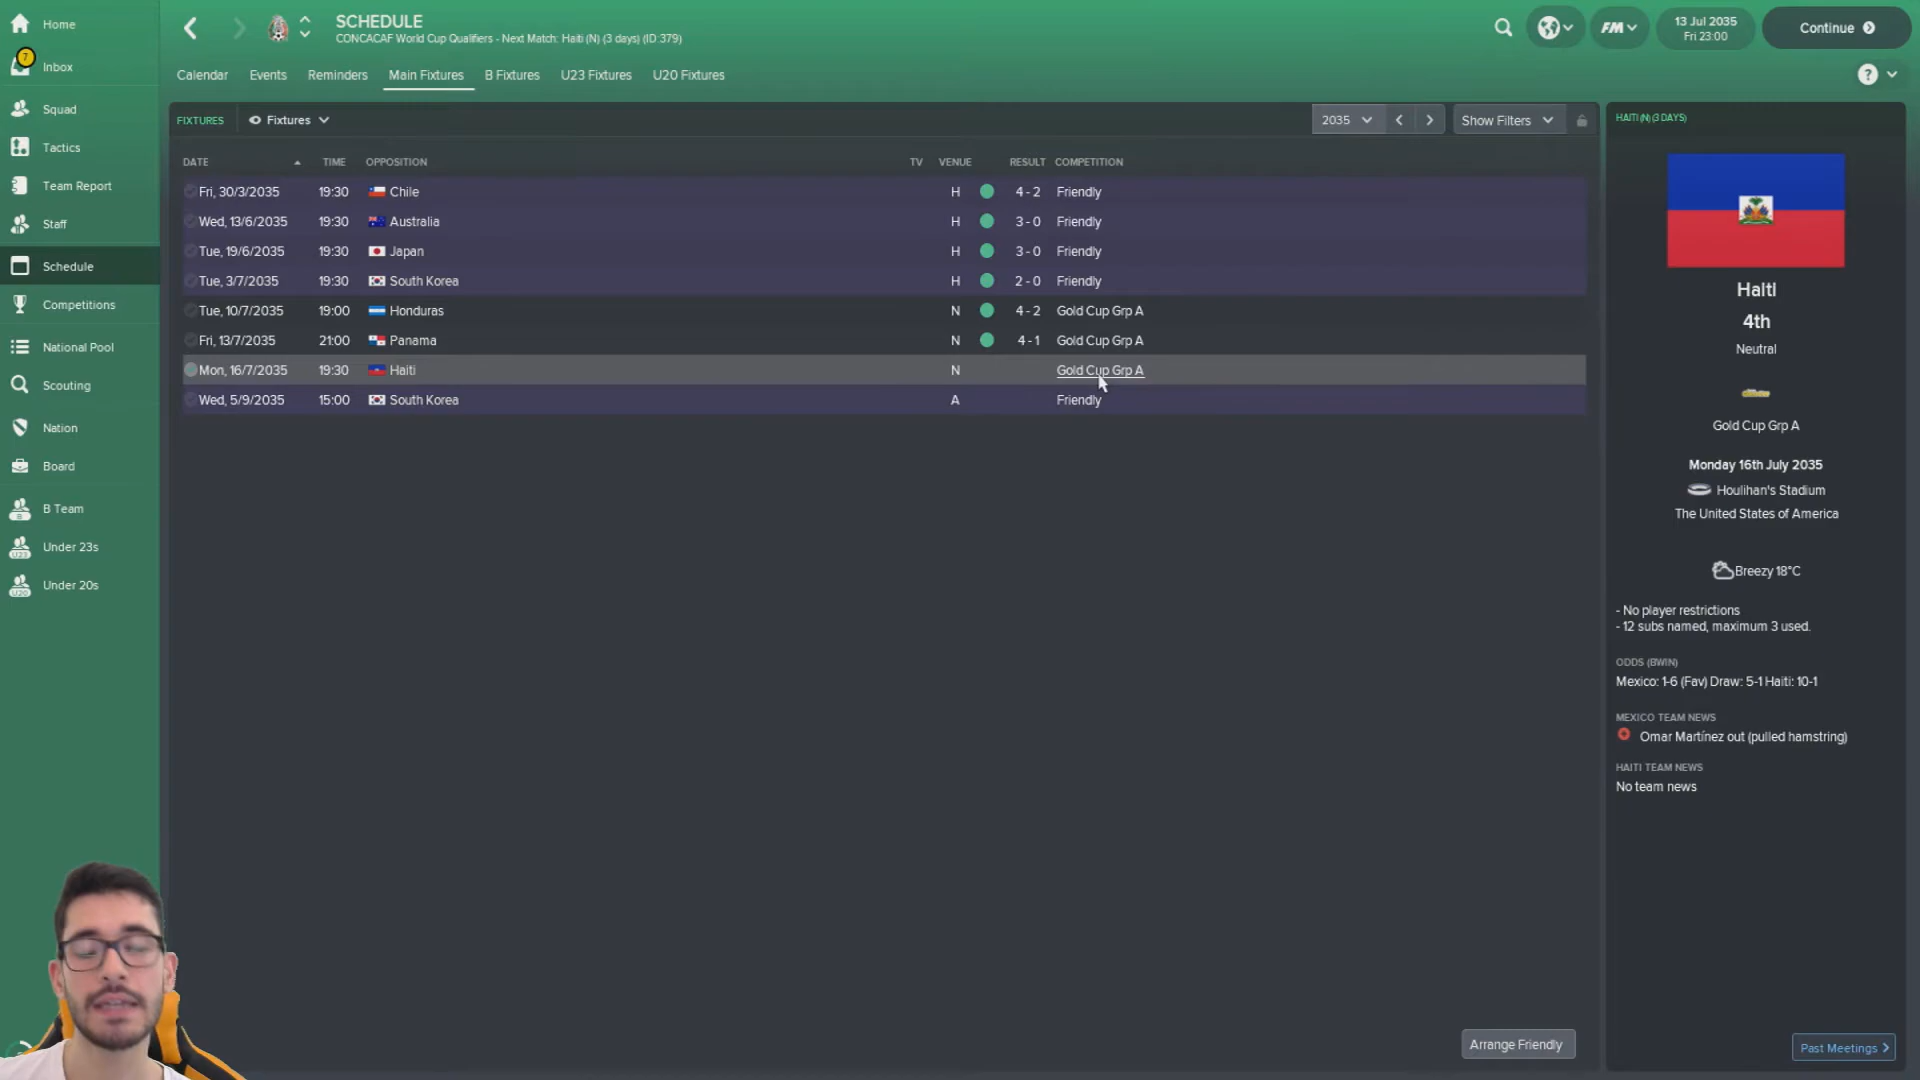 Home
7
Inbox
Squad
Tactics
Team Report
Staff
Schedule
Competitions
National Pool
Scouting
Nation
Board
B Team
Under 23s
Under 20s
SCHEDULE
CONCACAF World Cup Qualifiers - Next Match: Haiti (N) (3 days) (ID:379)
FM
13 Jul 2035
Fri 23:00
Continue
Calendar Events Reminders Main Fixtures B Fixtures U23 Fixtures U20 Fixtures
?
FIXTURES Fixtures 2035 Show Filters
DATE TIME OPPOSITION TV VENUE RESULT COMPETITION
Fri, 30/3/2035 19:30 Chile H 4 - 2 Friendly
Wed, 13/6/2035 19:30 Australia H 3 - 0 Friendly
Tue, 19/6/2035 19:30 Japan H 3 - 0 Friendly
Tue, 3/7/2035 19:30 South Korea H 2 - 0 Friendly
Tue, 10/7/2035 19:00 Honduras N 4 - 2 Gold Cup Grp A
Fri, 13/7/2035 21:00 Panama N 4 - 1 Gold Cup Grp A
Mon, 16/7/2035 19:30 Haiti N Gold Cup Grp A
Wed, 5/9/2035 15:00 South Korea A Friendly
Arrange Friendly
HAITI (N) (3 DAYS)
Haiti
4th
Neutral
Gold Cup Grp A
Monday 16th July 2035
Houlihan's Stadium
The United States of America
Breezy 18°C
- No player restrictions
- 12 subs named, maximum 3 used.
ODDS (BWIN)
Mexico: 1-6 (Fav) Draw: 5-1 Haiti: 10-1
MEXICO TEAM NEWS
Omar Martínez out (pulled hamstring)
HAITI TEAM NEWS
No team news
Past Meetings